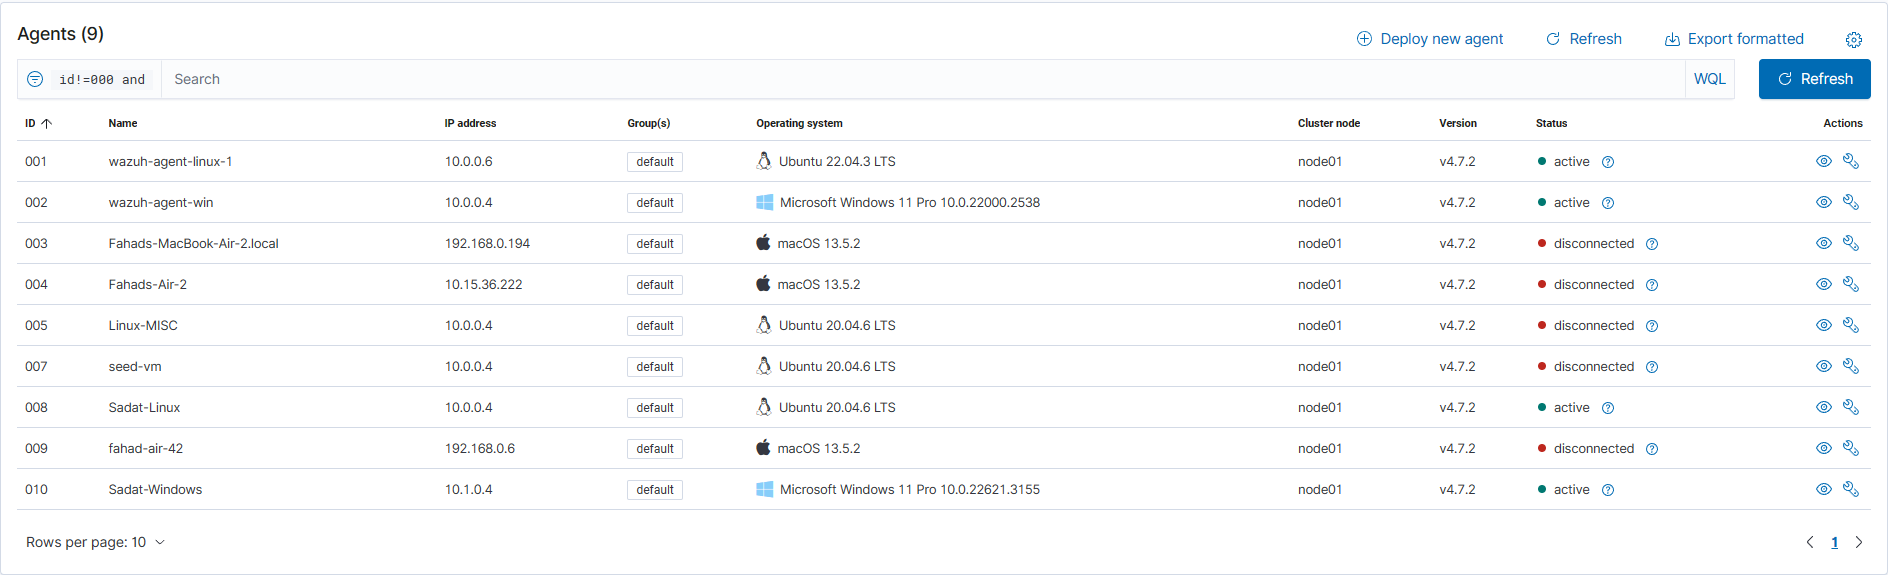 Agents (9)
Deploy new agent Refresh Export formatted
id!=000 and Search WQL Refresh
ID Name IP address Group(s) Operating system Cluster node Version Status Actions
001 wazuh-agent-linux-1 10.0.0.6 default Ubuntu 22.04.3 LTS node01 v4.7.2 active
002 wazuh-agent-win 10.0.0.4 default Microsoft Windows 11 Pro 10.0.22000.2538 node01 v4.7.2 active
003 Fahads-MacBook-Air-2.local 192.168.0.194 default macOS 13.5.2 node01 v4.7.2 disconnected
004 Fahads-Air-2 10.15.36.222 default macOS 13.5.2 node01 v4.7.2 disconnected
005 Linux-MISC 10.0.0.4 default Ubuntu 20.04.6 LTS node01 v4.7.2 disconnected
007 seed-vm 10.0.0.4 default Ubuntu 20.04.6 LTS node01 v4.7.2 disconnected
008 Sadat-Linux 10.0.0.4 default Ubuntu 20.04.6 LTS node01 v4.7.2 active
009 fahad-air-42 192.168.0.6 default macOS 13.5.2 node01 v4.7.2 disconnected
010 Sadat-Windows 10.1.0.4 default Microsoft Windows 11 Pro 10.0.22621.3155 node01 v4.7.2 active
Rows per page: 10 1